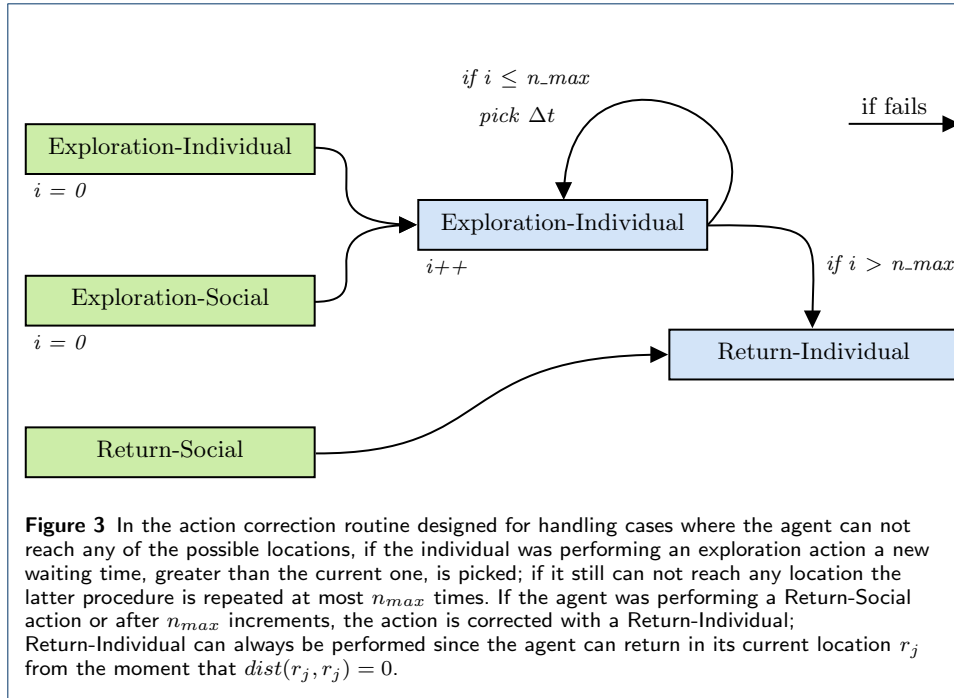 if i ≤ n_max
pick Δt
if fails
Exploration-Individual
i = 0
Exploration-Individual
i++
if i > n_max
Exploration-Social
i = 0
Return-Individual
Return-Social
Figure 3 In the action correction routine designed for handling cases where the agent can not
reach any of the possible locations, if the individual was performing an exploration action a new
waiting time, greater than the current one, is picked; if it still can not reach any location the
latter procedure is repeated at most n_max times. If the agent was performing a Return-Social
action or after n_max increments, the action is corrected with a Return-Individual;
Return-Individual can always be performed since the agent can return in its current location r_j
from the moment that dist(r_j, r_j) = 0.